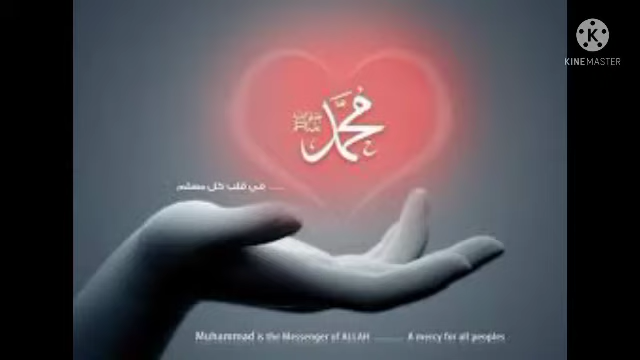 KINEMASTER
محمد
صلى الله عليه وسلم
في قلب كل مسلم ......
Muhammad is the Messenger of ALLAH ............ A mercy for all peoples